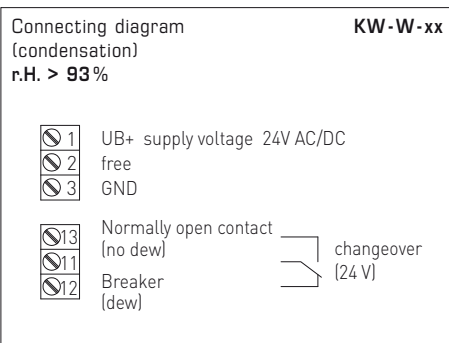 Connecting diagram KW-W-xx
(condensation)
r.H. > 93%
1 UB+ supply voltage 24V AC/DC
2 free
3 GND
13 Normally open contact
(no dew)
11
12 Breaker
(dew)
changeover
(24 V)